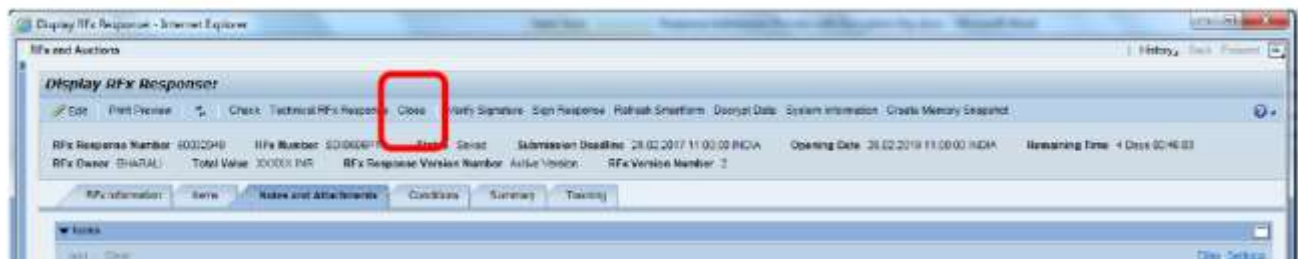 Display RFx Response - Internet Explorer
RFx and Auctions
History Back Forward
Display RFx Response:
Edit Print Preview Check Technical RFx Response Close Verify Signature Sign Response Refresh Smartform Decrypt Data System Information Create Memory Snapshot
RFx Response Number RFx Number Status Saved Submission Deadline 28.02.2017 11:00:00 INDIA Opening Date 11:00:00 INDIA Remaining Time 4 Days
RFx Owner BHARALI Total Value INR RFx Response Version Number Active Version RFx Version Number 2
RFx Information Items Notes and Attachments Conditions Summary Tracking
Add Clear
Filter Settings